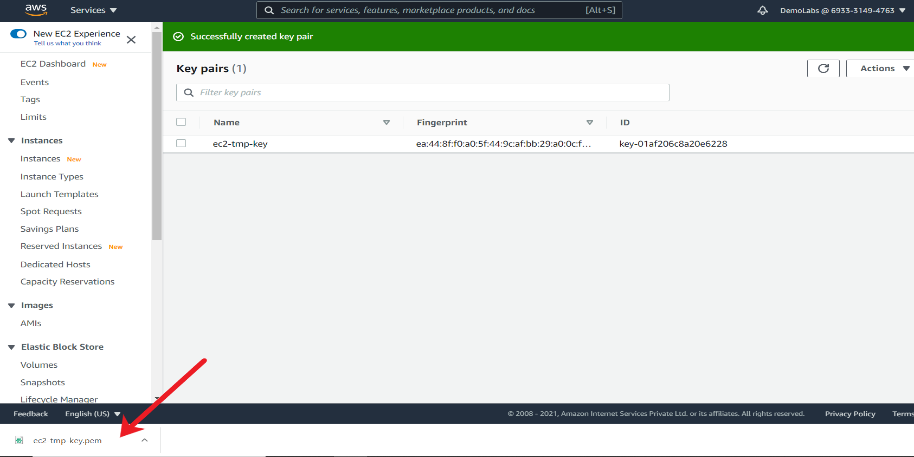 aws
Services
Search for services, features, marketplace products, and docs
[Alt+S]
DemoLabs @ 6933-3149-4763
New EC2 Experience
Tell us what you think
EC2 Dashboard New
Events
Tags
Limits
Instances
Instances New
Instance Types
Launch Templates
Spot Requests
Savings Plans
Reserved Instances New
Dedicated Hosts
Capacity Reservations
Images
AMIs
Elastic Block Store
Volumes
Snapshots
Lifecycle Manager
Successfully created key pair
Key pairs (1)
Actions
Filter key pairs
Name
Fingerprint
ID
ec2-tmp-key
ea:44:8f:f0:a0:5f:44:9c:af:bb:29:a0:0c:f...
key-01af206c8a20e6228
Feedback
English (US)
© 2008 - 2021, Amazon Internet Services Private Ltd. or its affiliates. All rights reserved.
Privacy Policy
Terms
ec2-tmp-key.pem